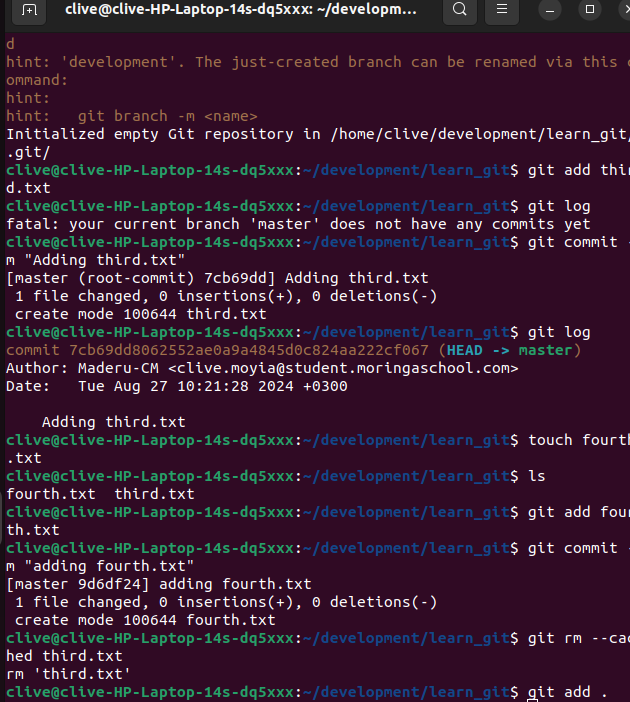 clive@clive-HP-Laptop-14s-dq5xxx: ~/developm...
d
hint: 'development'. The just-created branch can be renamed via this
ommand:
hint:
hint:   git branch -m <name>
Initialized empty Git repository in /home/clive/development/learn_git/
.git/
clive@clive-HP-Laptop-14s-dq5xxx:~/development/learn_git$ git add thir
d.txt
clive@clive-HP-Laptop-14s-dq5xxx:~/development/learn_git$ git log
fatal: your current branch 'master' does not have any commits yet
clive@clive-HP-Laptop-14s-dq5xxx:~/development/learn_git$ git commit -
m "Adding third.txt"
[master (root-commit) 7cb69dd] Adding third.txt
 1 file changed, 0 insertions(+), 0 deletions(-)
 create mode 100644 third.txt
clive@clive-HP-Laptop-14s-dq5xxx:~/development/learn_git$ git log
commit 7cb69dd8062552ae0a9a4845d0c824aa222cf067 (HEAD -> master)
Author: Maderu-CM <clive.moyia@student.moringaschool.com>
Date:   Tue Aug 27 10:21:28 2024 +0300

    Adding third.txt
clive@clive-HP-Laptop-14s-dq5xxx:~/development/learn_git$ touch fourth
.txt
clive@clive-HP-Laptop-14s-dq5xxx:~/development/learn_git$ ls
fourth.txt  third.txt
clive@clive-HP-Laptop-14s-dq5xxx:~/development/learn_git$ git add four
th.txt
clive@clive-HP-Laptop-14s-dq5xxx:~/development/learn_git$ git commit -
m "adding fourth.txt"
[master 9d6df24] adding fourth.txt
 1 file changed, 0 insertions(+), 0 deletions(-)
 create mode 100644 fourth.txt
clive@clive-HP-Laptop-14s-dq5xxx:~/development/learn_git$ git rm --cac
hed third.txt
rm 'third.txt'
clive@clive-HP-Laptop-14s-dq5xxx:~/development/learn_git$ git add .